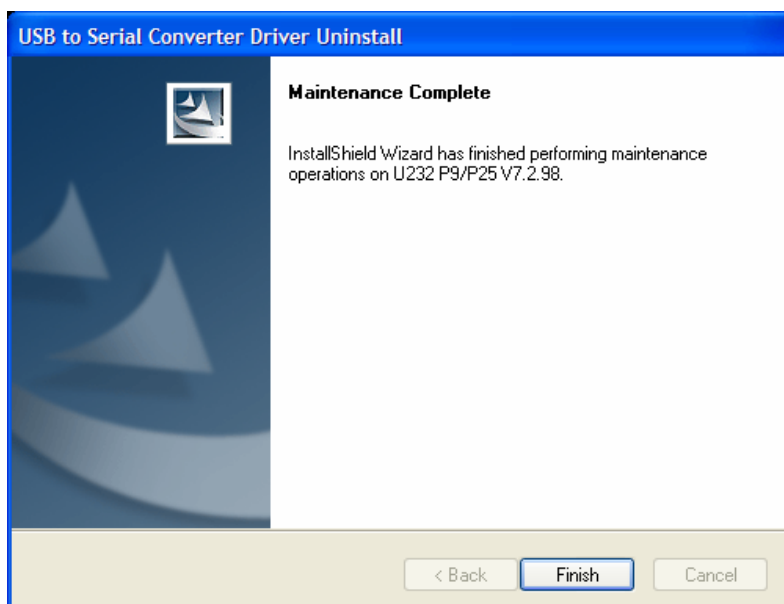 USB to Serial Converter Driver Uninstall
Maintenance Complete
InstallShield Wizard has finished performing maintenance
operations on U232 P9/P25 V7.2.98.
< Back
Finish
Cancel